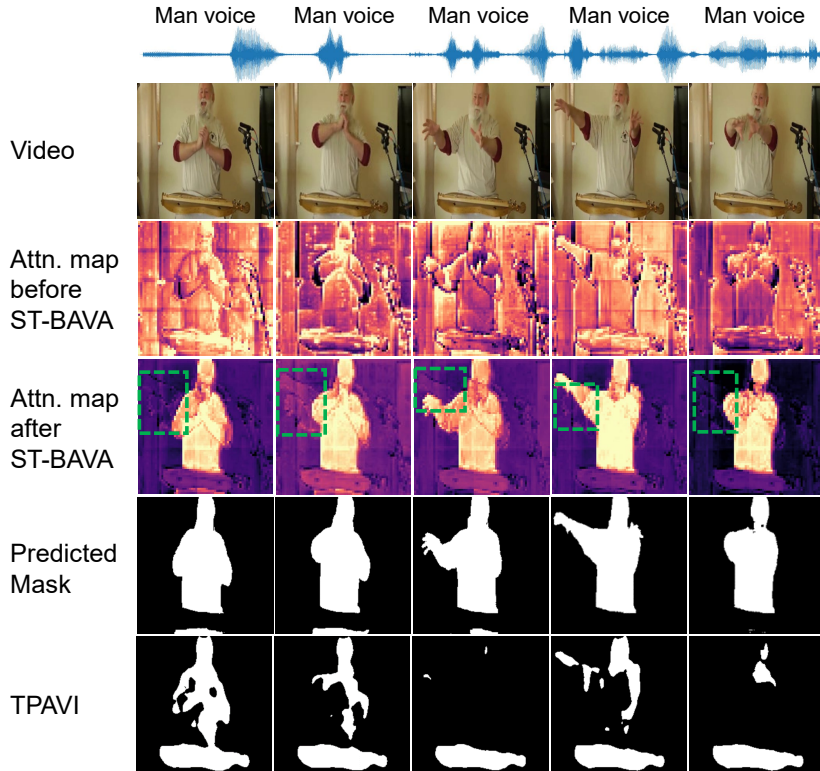 Man voice Man voice Man voice Man voice Man voice
Video
Attn. map
before
ST-BAVA
Attn. map
after
ST-BAVA
Predicted
Mask
TPAVI